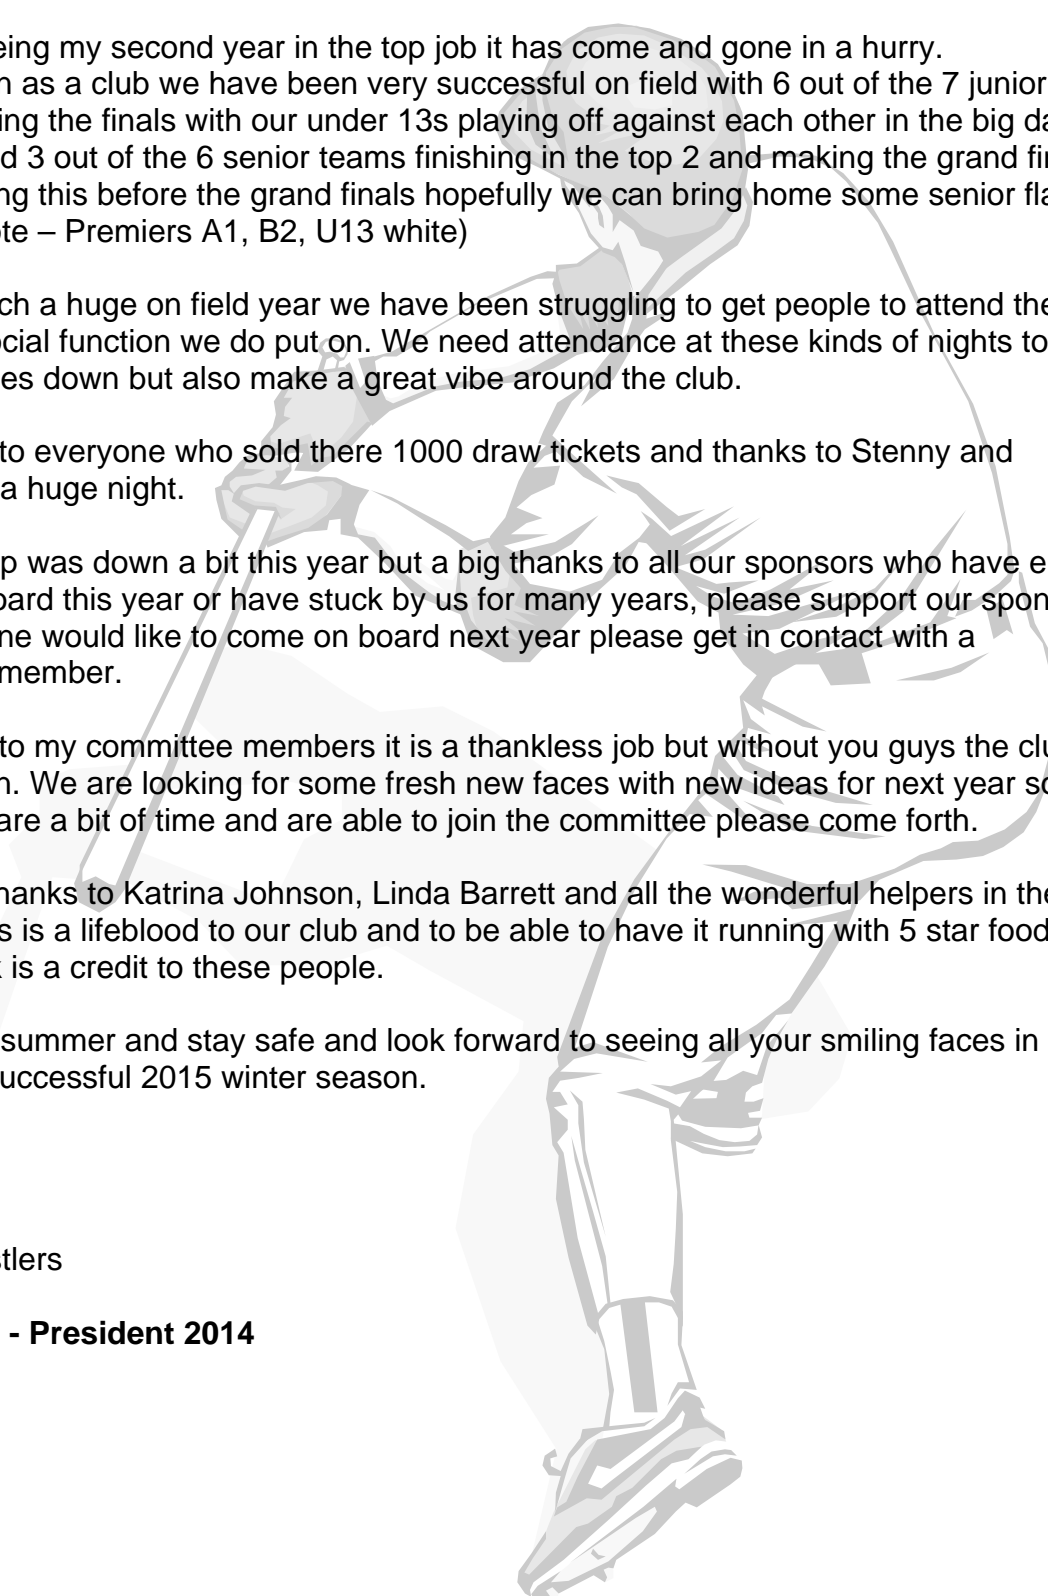 eing my second year in the top job it has come and gone in a hurry.
n as a club we have been very successful on field with 6 out of the 7 junior
ing the finals with our under 13s playing off against each other in the big da
d 3 out of the 6 senior teams finishing in the top 2 and making the grand fin
ng this before the grand finals hopefully we can bring home some senior fla
ote – Premiers A1, B2, U13 white)
ch a huge on field year we have been struggling to get people to attend the
ocial function we do put on. We need attendance at these kinds of nights to
es down but also make a great vibe around the club.
to everyone who sold there 1000 draw tickets and thanks to Stenny and
a huge night.
p was down a bit this year but a big thanks to all our sponsors who have e
oard this year or have stuck by us for many years, please support our spon
ne would like to come on board next year please get in contact with a
member.
to my committee members it is a thankless job but without you guys the clu
n. We are looking for some fresh new faces with new ideas for next year so
are a bit of time and are able to join the committee please come forth.
hanks to Katrina Johnson, Linda Barrett and all the wonderful helpers in the
s is a lifeblood to our club and to be able to have it running with 5 star food
k is a credit to these people.
summer and stay safe and look forward to seeing all your smiling faces in
uccessful 2015 winter season.
stlers
- President 2014